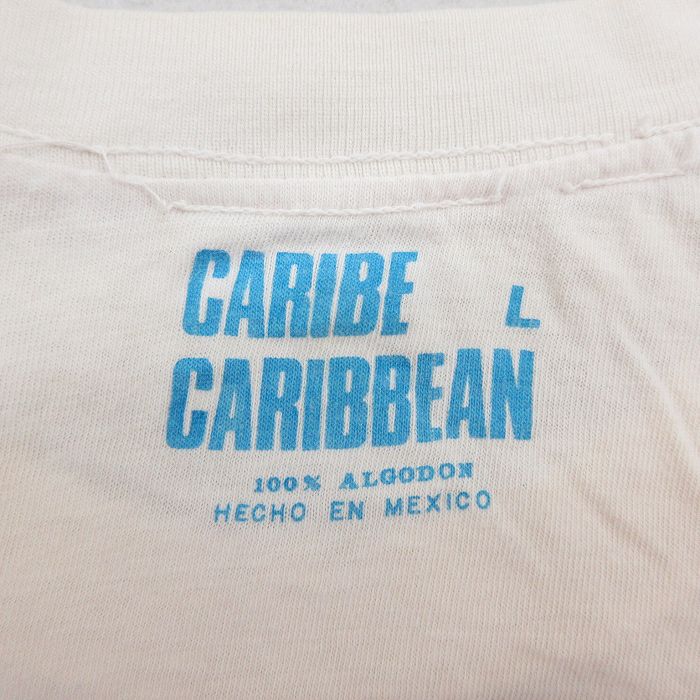 CARIBE L
CARIBBEAN
100% ALGODON
HECHO EN MEXICO